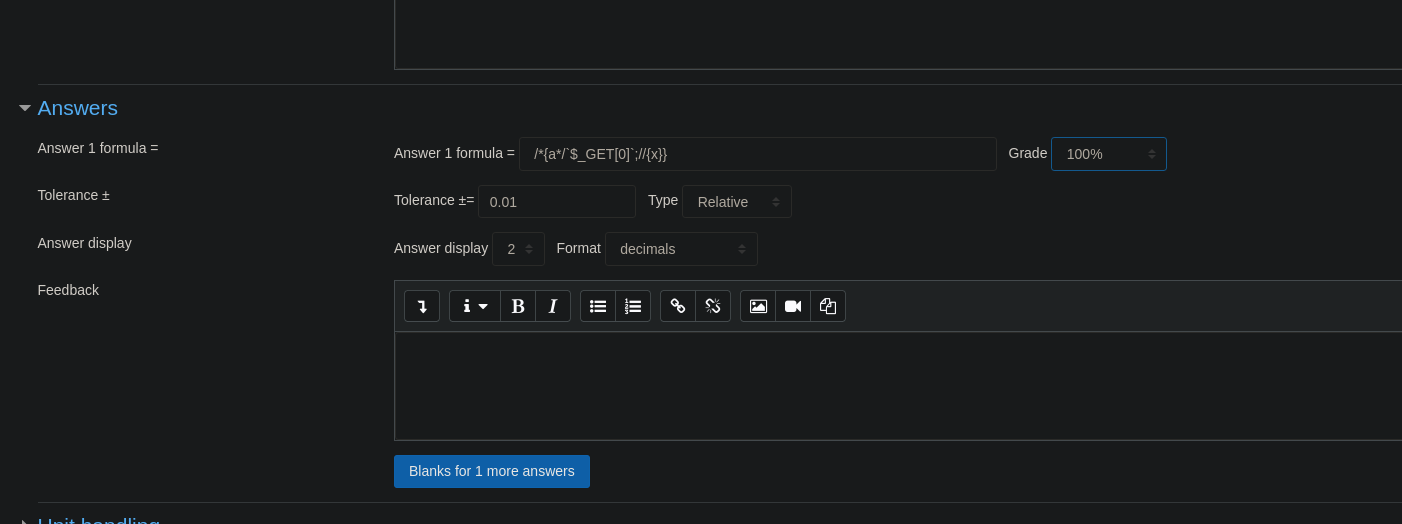 Answers
Answer 1 formula =
Answer 1 formula = /*{a*/`$_GET[0]`;//{x}} Grade 100%
Tolerance ±
Tolerance ±= 0.01 Type Relative
Answer display
Answer display 2 Format decimals
Feedback
Blanks for 1 more answers
Unit handling